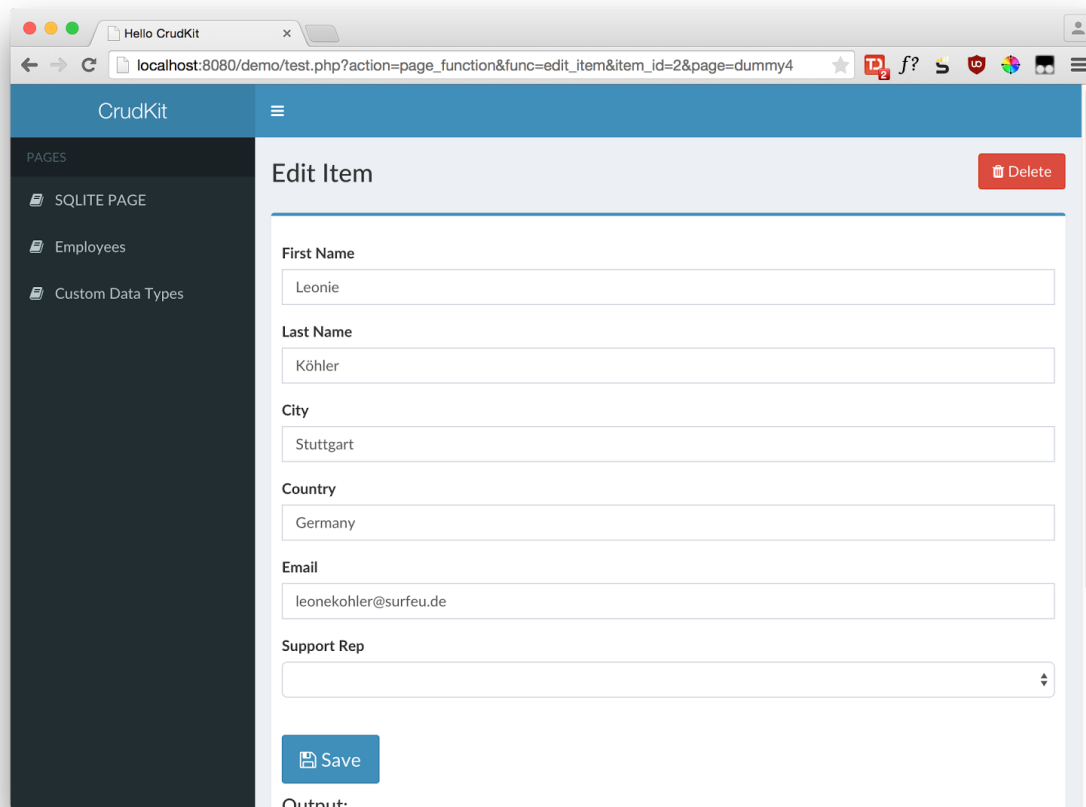 Hello CrudKit
localhost:8080/demo/test.php?action=page_function&func=edit_item&item_id=2&page=dummy4
2
f?
CrudKit
PAGES
SQLITE PAGE
Employees
Custom Data Types
Edit Item
Delete
First Name
Leonie
Last Name
Köhler
City
Stuttgart
Country
Germany
Email
leonekohler@surfeu.de
Support Rep
Save
Output: